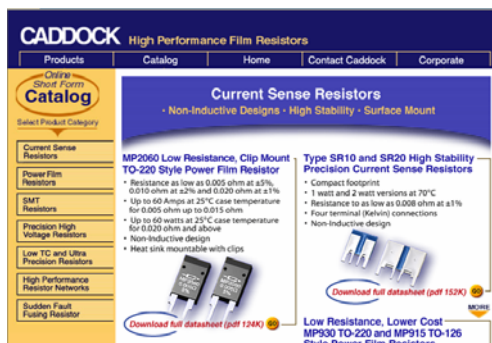 CADDOCK High Performance Film Resistors
Products Catalog Home Contact Caddock Corporate
Online
Short Form
Catalog
Select Product Category
Current Sense
Resistors
Power Film
Resistors
SMT
Resistors
Precision High
Voltage Resistors
Low TC and Ultra
Precision Resistors
High Performance
Resistor Networks
Sudden Fault
Fusing Resistor
Current Sense Resistors
• Non-Inductive Designs • High Stability • Surface Mount
MP2060 Low Resistance, Clip Mount
TO-220 Style Power Film Resistor
• Resistance as low as 0.005 ohm at ±5%,
0.010 ohm at ±2% and 0.020 ohm at ±1%
• Up to 60 Amps at 25°C case temperature
for 0.005 ohm up to 0.015 ohm
• Up to 60 watts at 25°C case temperature
for 0.020 ohm and above
• Non-Inductive design
• Heat sink mountable with clips
Download full datasheet (pdf 124K) GO
Type SR10 and SR20 High Stability
Precision Current Sense Resistors
• Compact footprint
• 1 watt and 2 watt versions at 70°C
• Resistance to as low as 0.008 ohm at ±1%
• Four terminal (Kelvin) connections
• Non-Inductive design
Download full datasheet (pdf 152K) GO
MORE
Low Resistance, Lower Cost
MP930 TO-220 and MP915 TO-126
Style Power Film Resistors